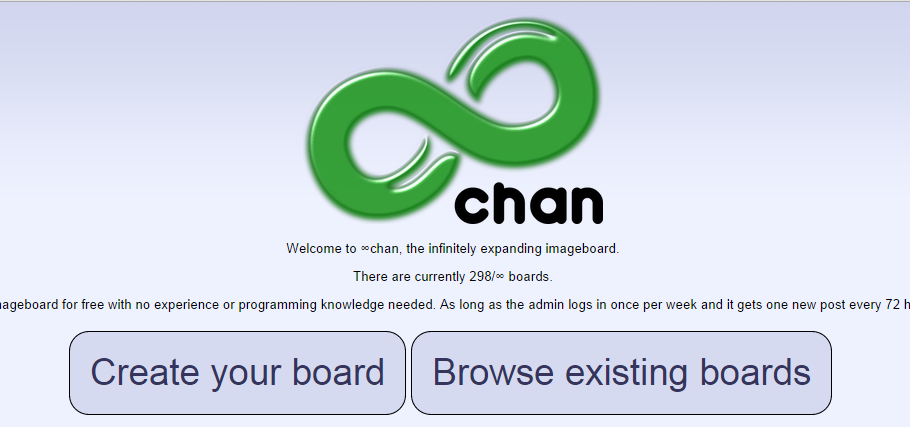 chan
Welcome to ∞chan, the infinitely expanding imageboard.
There are currently 298/∞ boards.
nageboard for free with no experience or programming knowledge needed. As long as the admin logs in once per week and it gets one new post every 72 h
Create your board
Browse existing boards